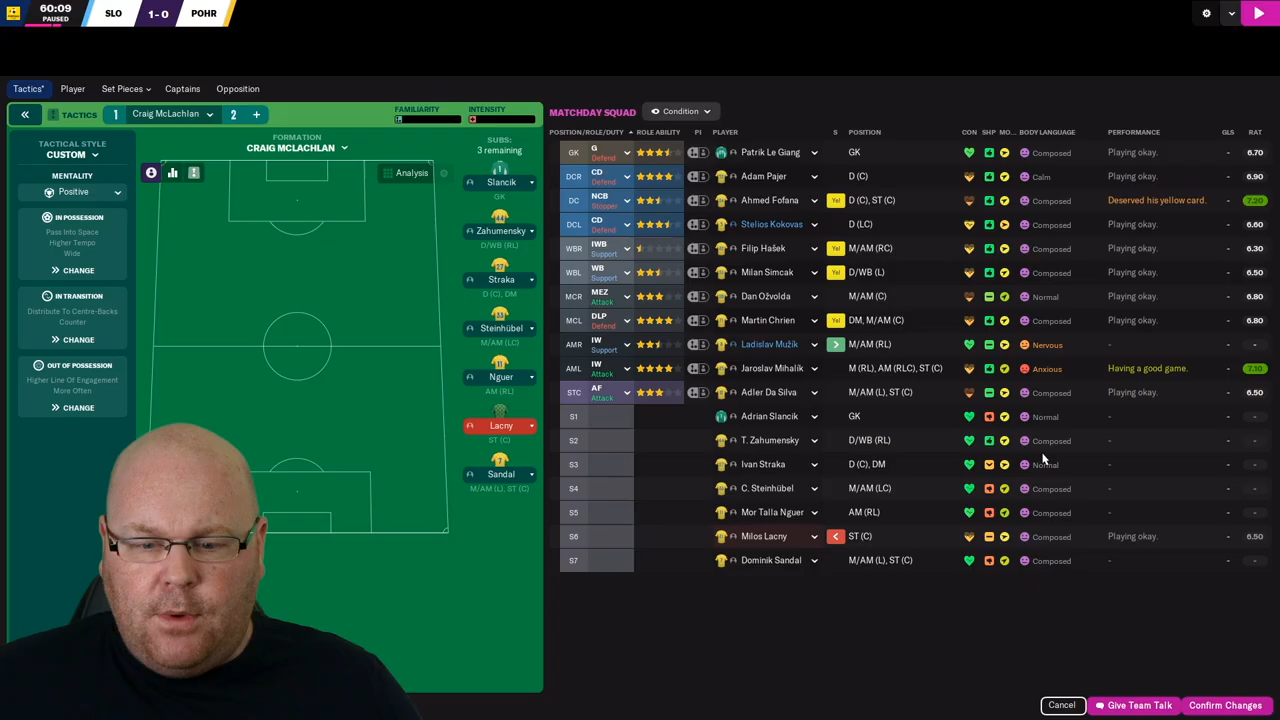 60:09
PAUSED
SLO
1 - 0
POHR
Tactics*
Player
Set Pieces
Captains
Opposition
TACTICS
1
Craig McLachlan
2
+
FAMILIARITY
INTENSITY
TACTICAL STYLE
CUSTOM
MENTALITY
Positive
IN POSSESSION
Pass Into Space
Higher Tempo
Wide
CHANGE
IN TRANSITION
Distribute To Centre-Backs
Counter
CHANGE
OUT OF POSSESSION
Higher Line Of Engagement
More Often
CHANGE
FORMATION
CRAIG MCLACHLAN
Analysis
SUBS:
3 remaining
1
Slancik
GK
Zahumensky
D/WB (RL)
27
Straka
D (C), DM
Steinhübel
M/AM (LC)
11
Nguer
AM (RL)
Lacny
ST (C)
7
Sandal
M/AM (L), ST (C)
MATCHDAY SQUAD
Condition
POSITION/ROLE/DUTY ROLE ABILITY PI PLAYER S POSITION CON SHP MO... BODY LANGUAGE PERFORMANCE GLS RAT
GK G Defend Patrik Le Giang GK Composed Playing okay. - 6.70
DCR CD Defend Adam Pajer D (C) Calm Playing okay. - 6.90
DC NCB Stopper Ahmed Fofana Yel D (C), ST (C) Composed Deserved his yellow card. - 7.20
DCL CD Defend Stelios Kokovas D (LC) Composed Playing okay. - 6.60
WBR IWB Support Filip Hašek Yel M/AM (RC) Composed Playing okay. - 6.30
WBL WB Support Milan Simcak Yel D/WB (L) Composed Playing okay. - 6.50
MCR MEZ Attack Dan Ožvolda M/AM (C) Normal Playing okay. - 6.80
MCL DLP Defend Martin Chrien Yel DM, M/AM (C) Composed Playing okay. - 6.80
AMR IW Support Ladislav Mužík M/AM (RL) Nervous - - -
AML IW Attack Jaroslav Mihalík M (RL), AM (RLC), ST (C) Anxious Having a good game. - 7.10
STC AF Attack Adler Da Silva M/AM (L), ST (C) Composed Playing okay. - 6.50
S1 Adrian Slancik GK Normal - - -
S2 T. Zahumensky D/WB (RL) Composed - - -
S3 Ivan Straka D (C), DM Normal - - -
S4 C. Steinhübel M/AM (LC) Composed - - -
S5 Mor Talla Nguer AM (RL) Composed - - -
S6 Milos Lacny ST (C) Composed Playing okay. - 6.50
S7 Dominik Sandal M/AM (L), ST (C) Composed - - -
Cancel
Give Team Talk
Confirm Changes